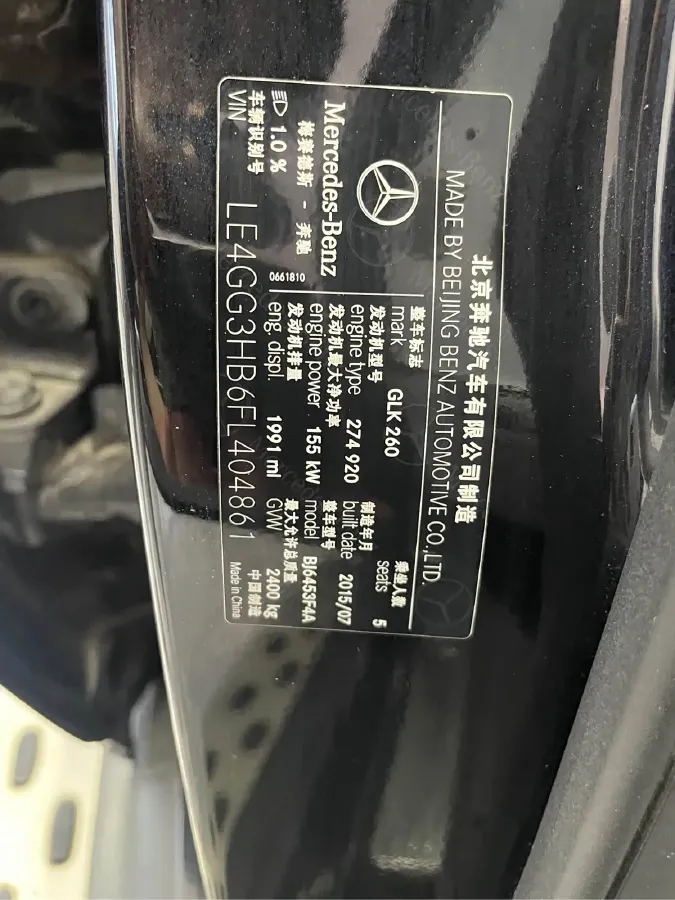 北京奔驰汽车有限公司制造
MADE BY BEIJING BENZ AUTOMOTIVE CO.,LTD.
Mercedes-Benz
梅赛德斯 - 奔驰
1.0 %
0661810
整车标志
mark GLK 260
乘坐人数
seats 5
发动机型号
engine type 274 920
制造年月
built date 2015/07
发动机最大净功率
engine power 155 kW
整车型号
model BJ6453F4A
发动机排量
eng. displ. 1991 ml
最大允许总质量
GVW 2400 kg
车辆识别号
VIN LE4GG3HB6FL404861
中国制造
Made in China